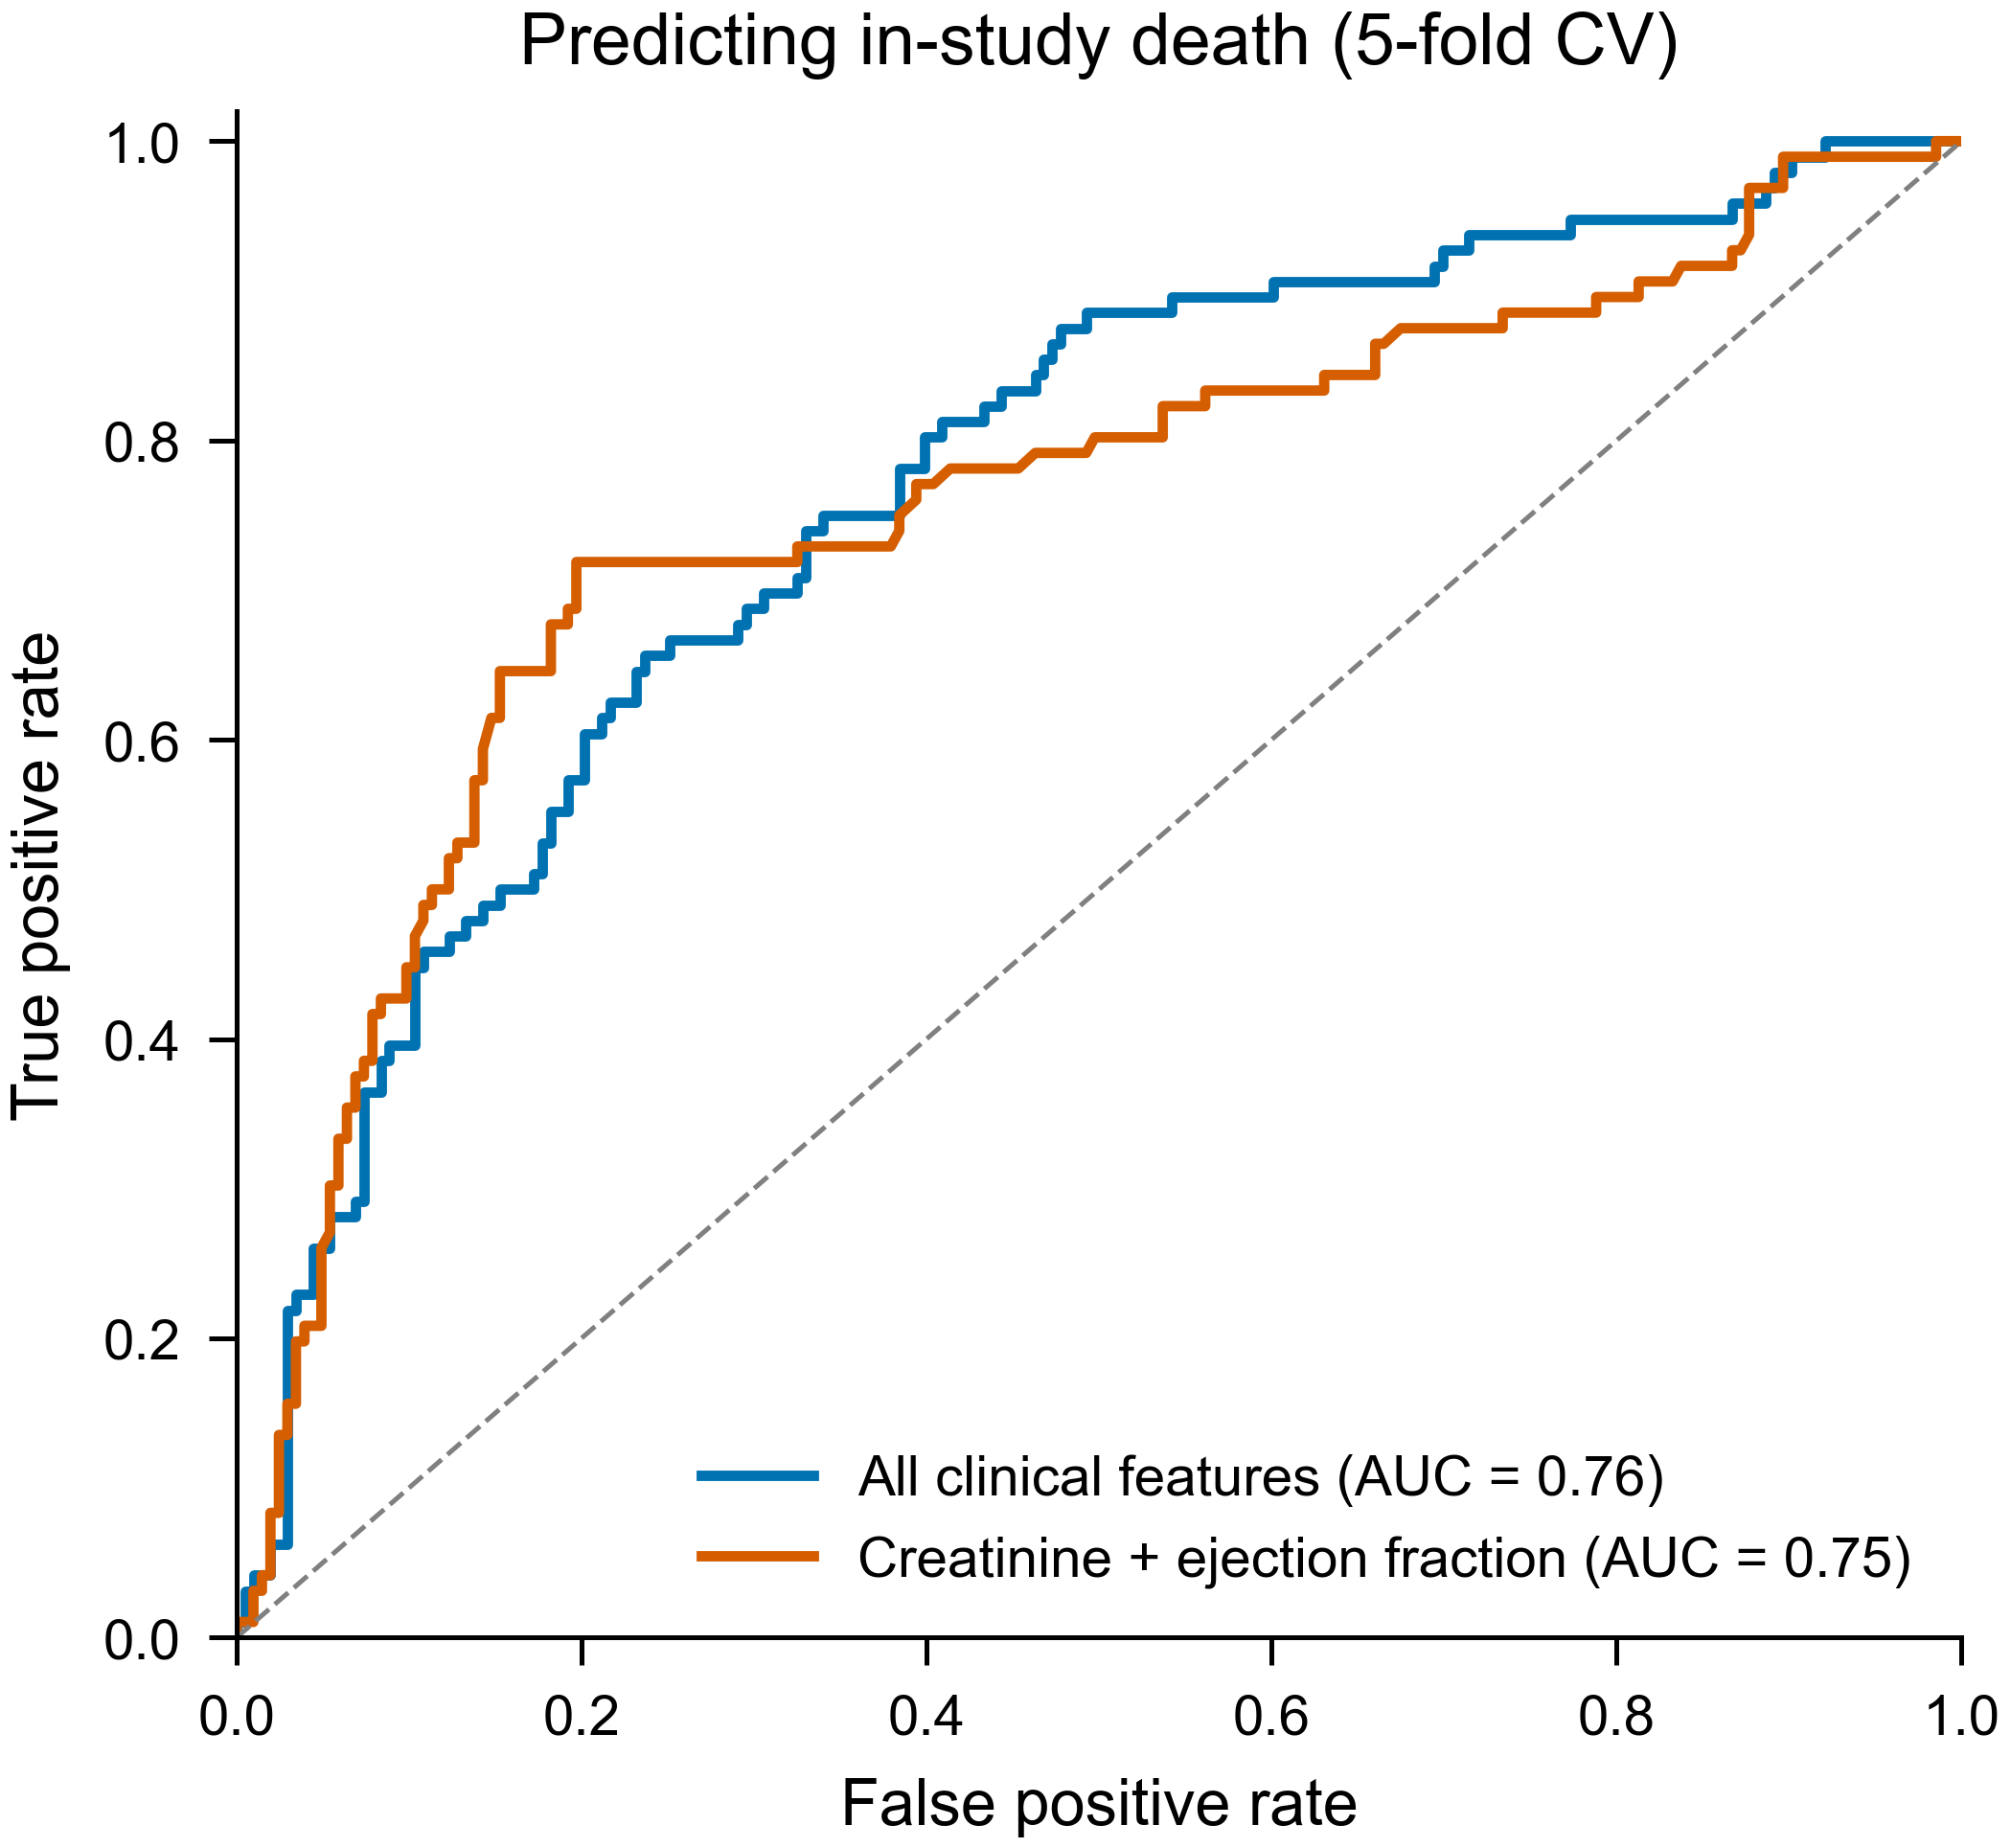 Predicting in-study death (5-fold CV)
1.0
0.8
0.6
0.4
0.2
0.0
True positive rate
All clinical features (AUC = 0.76)
Creatinine + ejection fraction (AUC = 0.75)
0.0 0.2 0.4 0.6 0.8 1.0
False positive rate